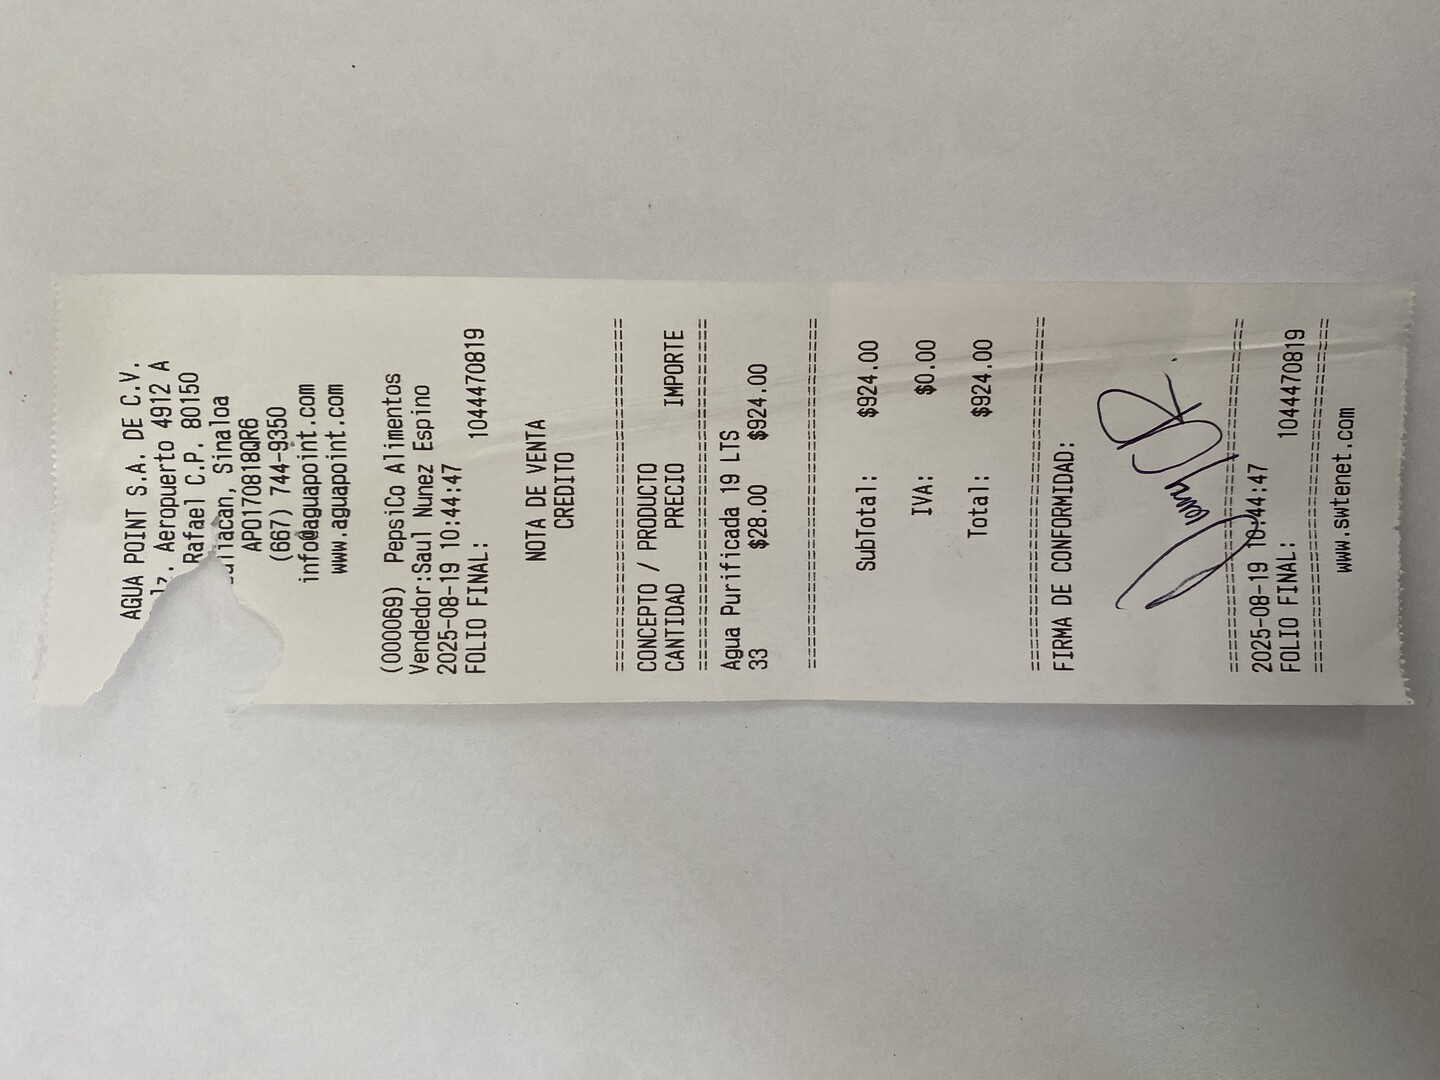 AGUA POINT S.A. DE C.V.
Aeropuerto 4912 A
Rafael C.P. 80150
Sinaloa
APO170818QR6
(667) 744-9350
info@aguapoint.com
www.aguapoint.com
(000069) PepsiCo Alimentos
Vendedor:Saul Nunez Espino
2025-08-19 10:44:47
FOLIO FINAL: 1044470819
NOTA DE VENTA
CREDITO
==========================
CONCEPTO / PRODUCTO
CANTIDAD PRECIO IMPORTE
==========================
Agua Purificada 19 LTS
33 $28.00 $924.00
==========================
SubTotal: $924.00
IVA: $0.00
Total: $924.00
==========================
FIRMA DE CONFORMIDAD:
==========================
2025-08-19 10:44:47
FOLIO FINAL: 1044470819
==========================
www.swtenet.com